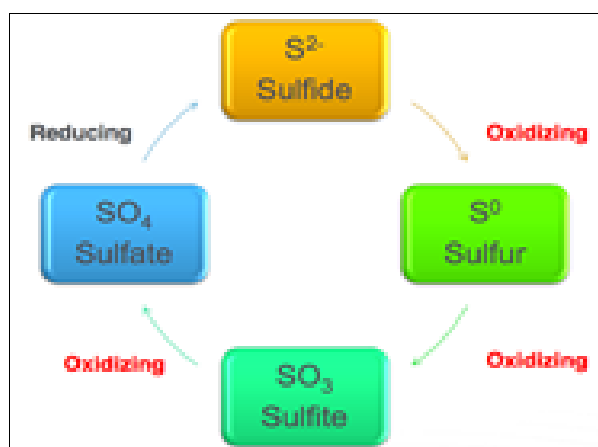 S²⁻
Sulfide
Reducing
Oxidizing
SO₄
Sulfate
S⁰
Sulfur
Oxidizing
Oxidizing
SO₃
Sulfite